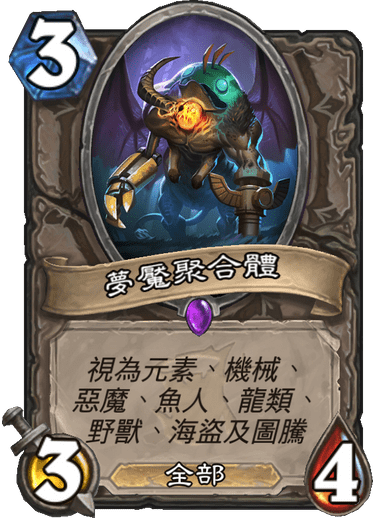 3
夢魘聚合體
視為元素、機械、
惡魔、魚人、龍類、
野獸、海盜及圖騰
3
全部
4